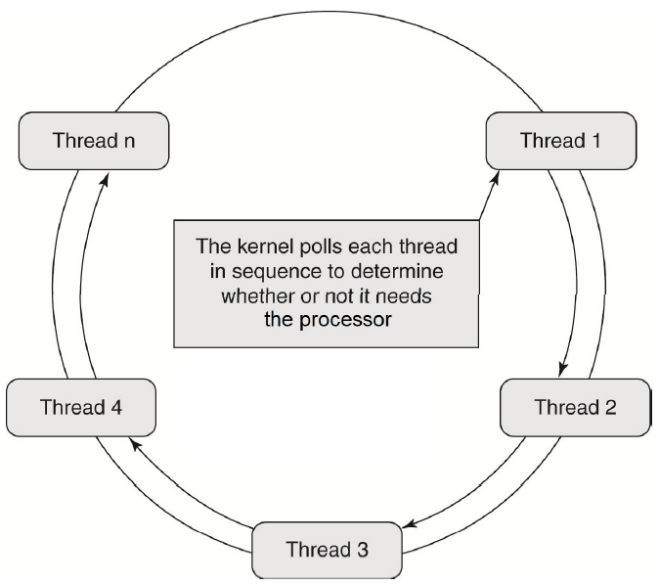 Thread n
Thread 1
The kernel polls each thread
in sequence to determine
whether or not it needs
the processor
Thread 4
Thread 2
Thread 3